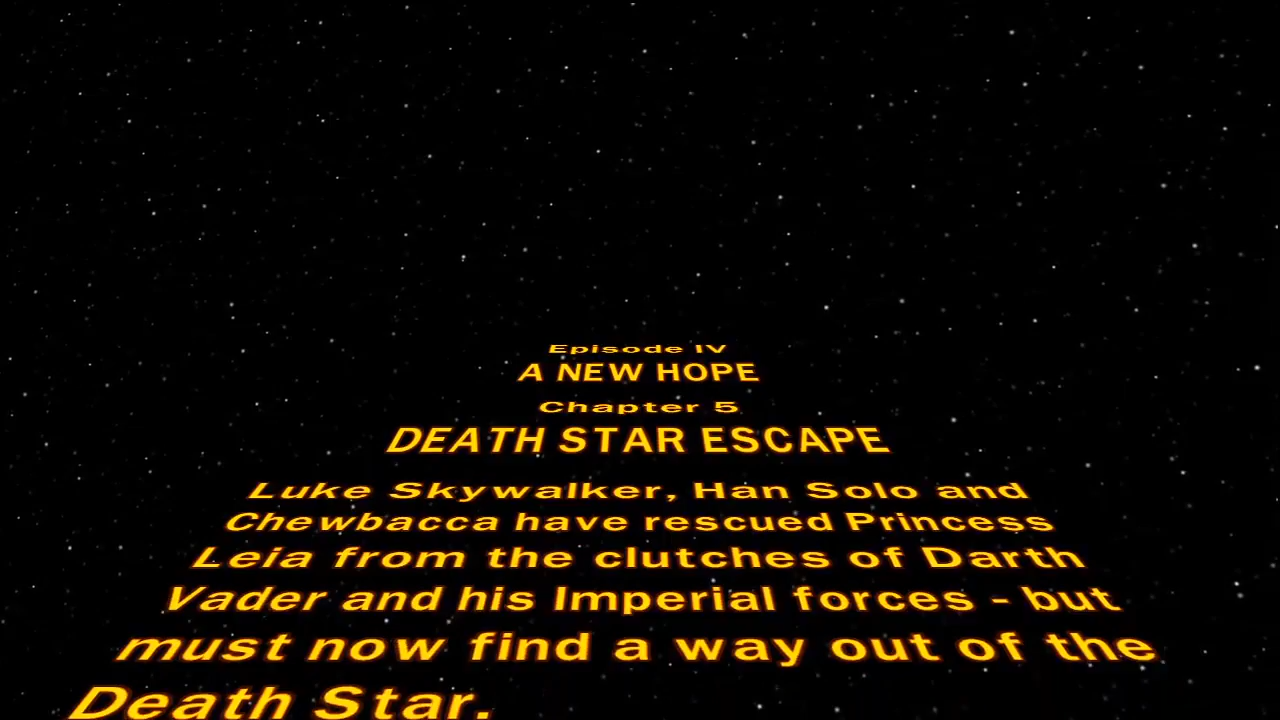 Episode IV
A NEW HOPE
Chapter 5
DEATH STAR ESCAPE
Luke Skywalker, Han Solo and
Chewbacca have rescued Princess
Leia from the clutches of Darth
Vader and his Imperial forces - but
must now find a way out of the
Death Star.